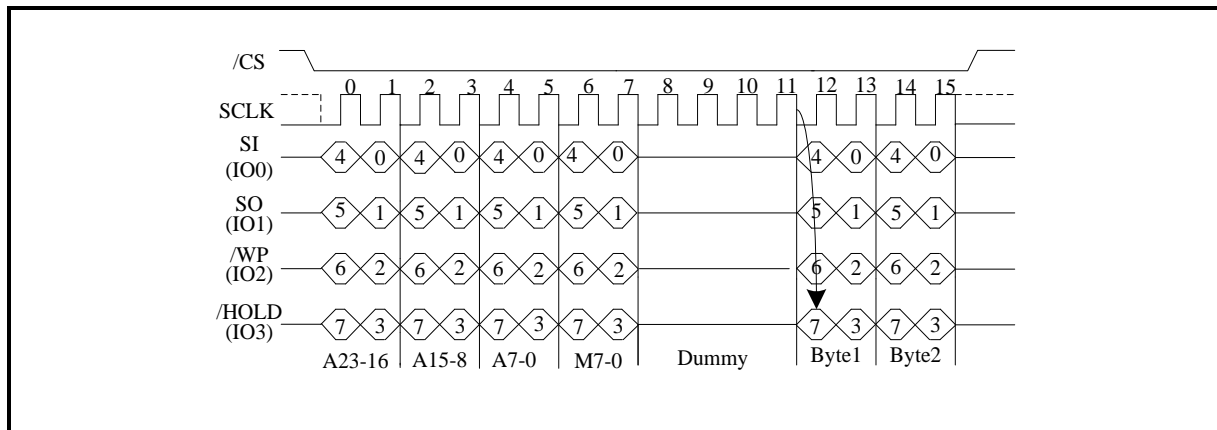 /CS
0 1 2 3 4 5 6 7 8 9 10 11 12 13 14 15
SCLK
SI
(IO0)
4 0 4 0 4 0 4 0 4 0 4 0
SO
(IO1)
5 1 5 1 5 1 5 1 5 1 5 1
/WP
(IO2)
6 2 6 2 6 2 6 2 6 2 6 2
/HOLD
(IO3)
7 3 7 3 7 3 7 3 7 3 7 3
A23-16 A15-8 A7-0 M7-0 Dummy Byte1 Byte2